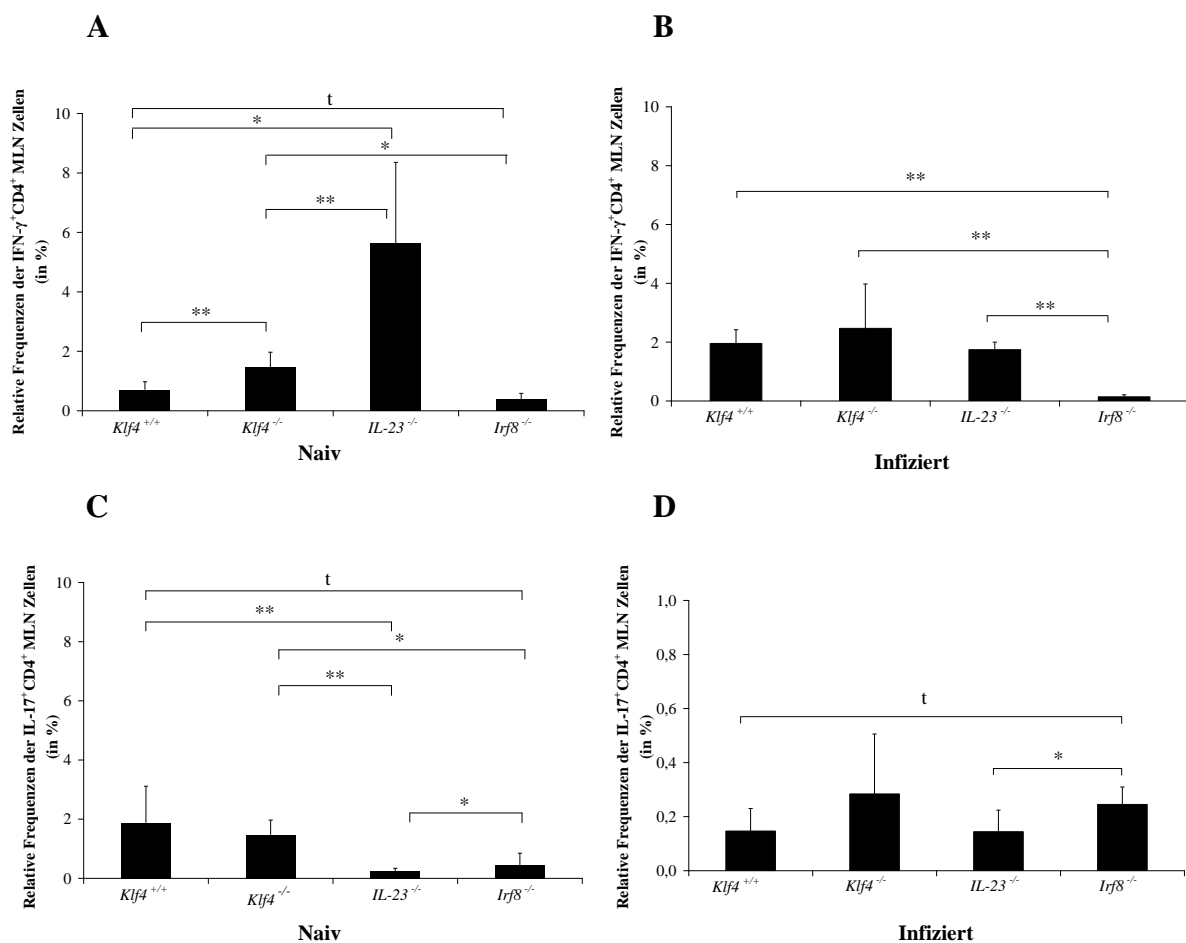 A
Relative Frequenzen der IFN-γ⁺CD4⁺ MLN Zellen
(in %)
10
8
6
4
2
0
t
*
*
**
**
Klf4 +/+
Klf4 -/-
IL-23 -/-
Irf8 -/-
Naiv
B
Relative Frequenzen der IFN-γ⁺CD4⁺ MLN Zellen
(in %)
10
8
6
4
2
0
**
**
**
Klf4 +/+
Klf4 -/-
IL-23 -/-
Irf8 -/-
Infiziert
C
Relative Frequenzen der IL-17⁺CD4⁺ MLN Zellen
(in %)
10
8
6
4
2
0
t
**
*
**
*
Klf4 +/+
Klf4 -/-
IL-23 -/-
Irf8 -/-
Naiv
D
Relative Frequenzen der IL-17⁺CD4⁺ MLN Zellen
(in %)
1,0
0,8
0,6
0,4
0,2
0,0
t
*
Klf4 +/+
Klf4 -/-
IL-23 -/-
Irf8 -/-
Infiziert